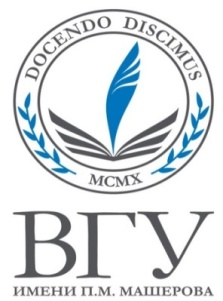 DOCENDO DISCIMUS
MCMX
ВГУ
ИМЕНИ П.М. МАШЕРОВА